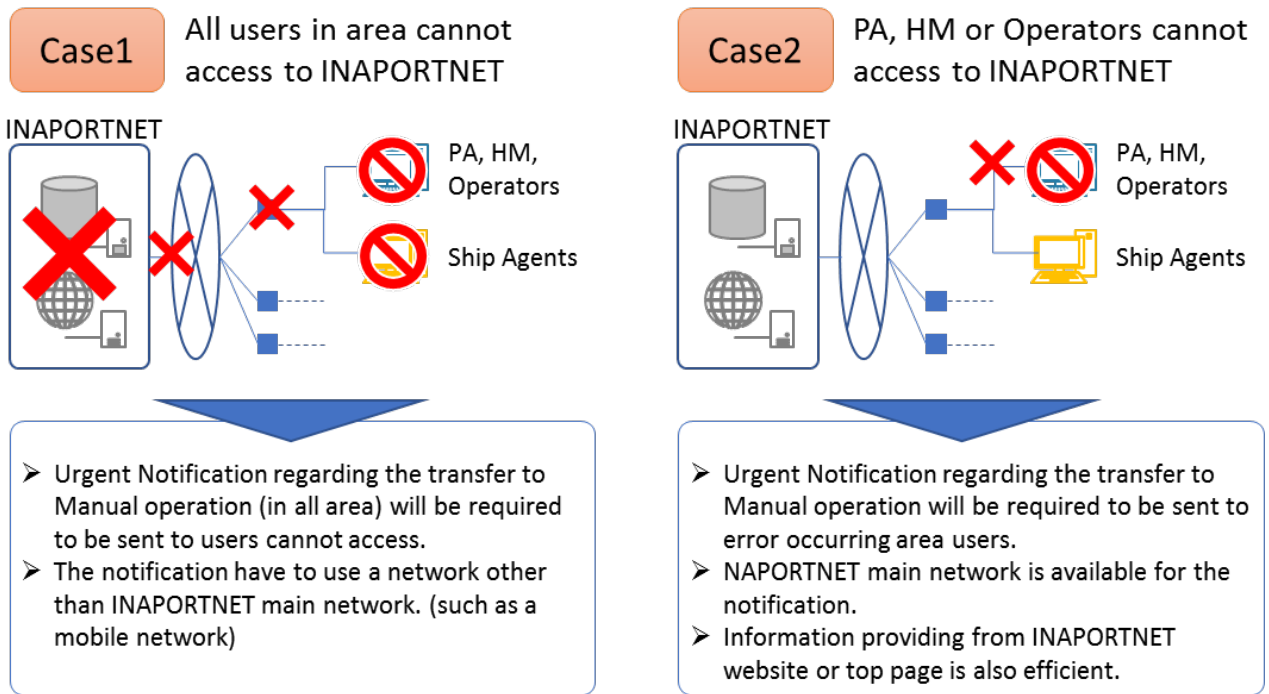 Case1
All users in area cannot
access to INAPORTNET
INAPORTNET
PA, HM,
Operators
Ship Agents
➢ Urgent Notification regarding the transfer to
Manual operation (in all area) will be required
to be sent to users cannot access.
➢ The notification have to use a network other
than INAPORTNET main network. (such as a
mobile network)
Case2
PA, HM or Operators cannot
access to INAPORTNET
INAPORTNET
PA, HM,
Operators
Ship Agents
➢ Urgent Notification regarding the transfer to
Manual operation will be required to be sent to
error occurring area users.
➢ NAPORTNET main network is available for the
notification.
➢ Information providing from INAPORTNET
website or top page is also efficient.